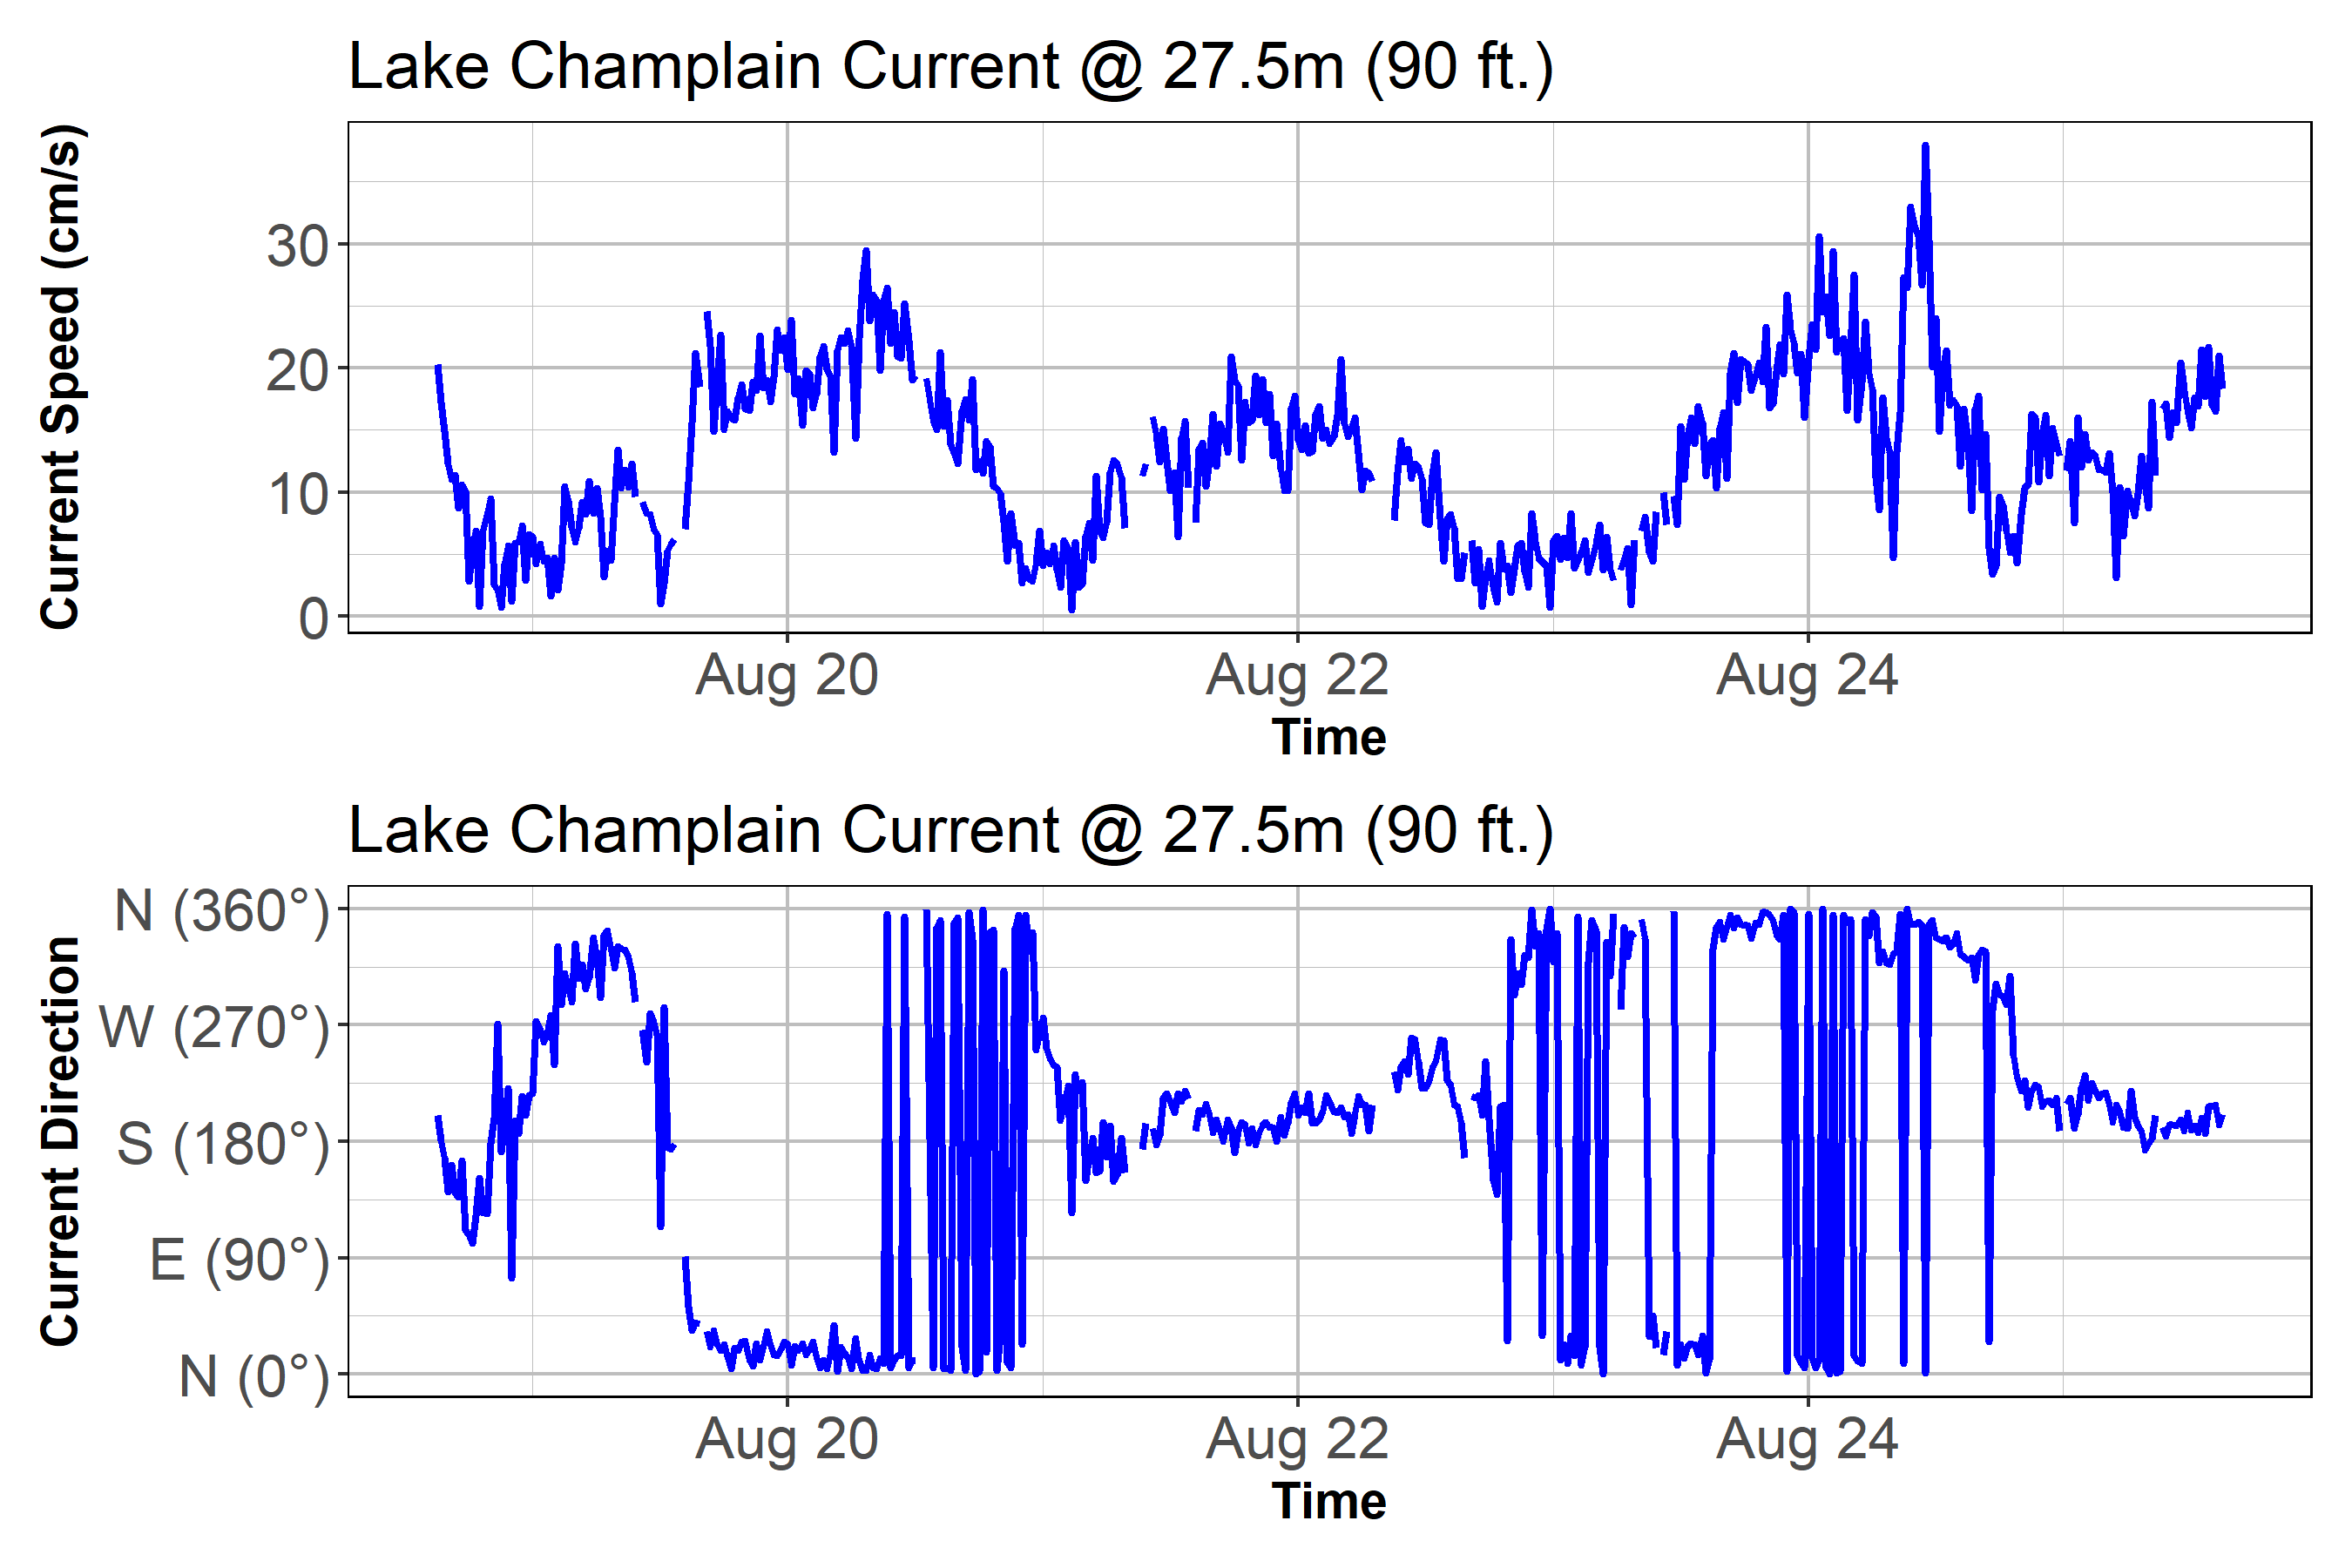 Lake Champlain Current @ 27.5m (90 ft.)
Current Speed (cm/s)
30
20
10
0
Aug 20 Aug 22 Aug 24
Time
Lake Champlain Current @ 27.5m (90 ft.)
Current Direction
N (360°)
W (270°)
S (180°)
E (90°)
N (0°)
Aug 20 Aug 22 Aug 24
Time